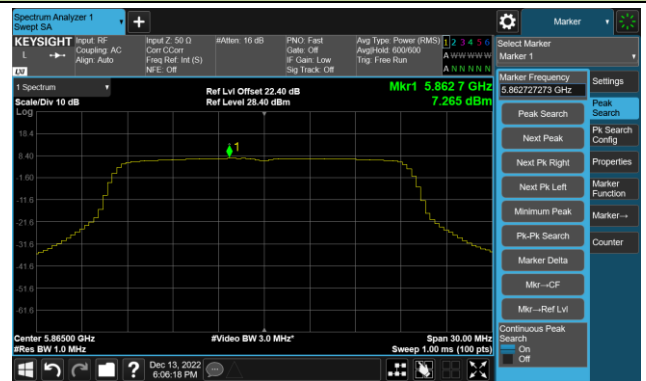 Spectrum Analyzer 1
Swept SA
Marker
KEYSIGHT
L
LXI
Input: RF
Coupling: AC
Align: Auto
Input Z: 50 Ω
Corr CCorr
Freq Ref: Int (S)
NFE: Off
#Atten: 16 dB
PNO: Fast
Gate: Off
IF Gain: Low
Sig Track: Off
Avg Type: Power (RMS)
Avg|Hold: 600/600
Trig: Free Run
1 2 3 4 5 6
A W W W W W
A N N N N N
Select Marker
Marker 1
1 Spectrum
Scale/Div 10 dB
Log
Ref Lvl Offset 22.40 dB
Ref Level 28.40 dBm
Mkr1 5.862 7 GHz
7.265 dBm
18.4
8.40
-1.60
-11.6
-21.6
-31.6
-41.6
-51.6
-61.6
1
Center 5.86500 GHz
#Res BW 1.0 MHz
#Video BW 3.0 MHz*
Span 30.00 MHz
Sweep 1.00 ms (100 pts)
Marker Frequency
5.862727273 GHz
Peak Search
Next Peak
Next Pk Right
Next Pk Left
Minimum Peak
Pk-Pk Search
Marker Delta
Mkr→CF
Mkr→Ref Lvl
Continuous Peak
Search
On
Off
Settings
Peak
Search
Pk Search
Config
Properties
Marker
Function
Marker→
Counter
?
Dec 13, 2022
6:06:18 PM